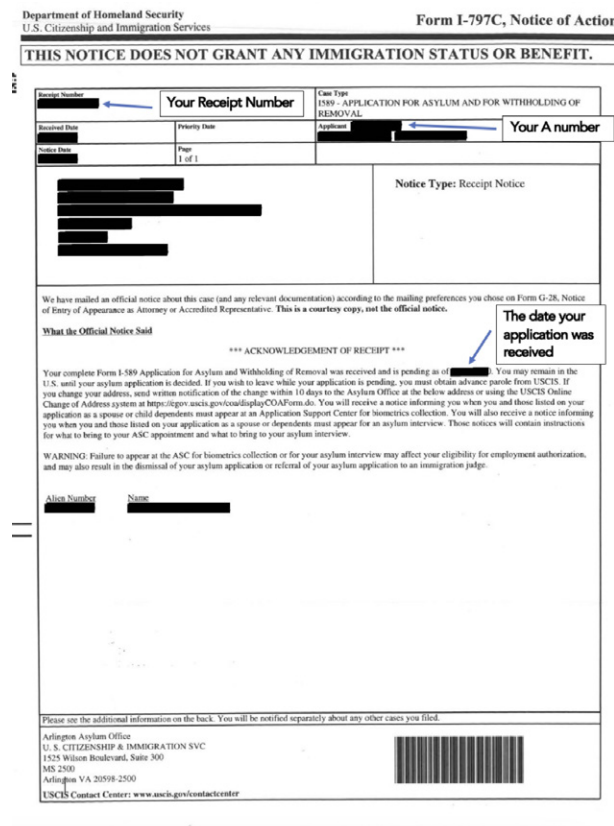 Department of Homeland Security
U.S. Citizenship and Immigration Services
Form I-797C, Notice of Action
THIS NOTICE DOES NOT GRANT ANY IMMIGRATION STATUS OR BENEFIT.
Receipt Number
Your Receipt Number
Case Type
I589 - APPLICATION FOR ASYLUM AND FOR WITHHOLDING OF
REMOVAL
Received Date
Priority Date
Applicant
Your A number
Notice Date
Page
1 of 1
Notice Type: Receipt Notice
We have mailed an official notice about this case (and any relevant documentation) according to the mailing preferences you chose on Form G-28, Notice
of Entry of Appearance as Attorney or Accredited Representative. This is a courtesy copy, not the official notice.
What the Official Notice Said
The date your
application was
received
*** ACKNOWLEDGEMENT OF RECEIPT ***
Your complete Form I-589 Application for Asylum and Withholding of Removal was received and is pending as of ). You may remain in the
U.S. until your asylum application is decided. If you wish to leave while your application is pending, you must obtain advance parole from USCIS. If
you change your address, send written notification of the change within 10 days to the Asylum Office at the below address or using the USCIS Online
Change of Address system at https://egov.uscis.gov/coa/displayCOAForm.do. You will receive a notice informing you when you and those listed on your
application as a spouse or child dependents must appear at an Application Support Center for biometrics collection. You will also receive a notice informing
you when you and those listed on your application as a spouse or dependents must appear for an asylum interview. Those notices will contain instructions
for what to bring to your ASC appointment and what to bring to your asylum interview.
WARNING: Failure to appear at the ASC for biometrics collection or for your asylum interview may affect your eligibility for employment authorization,
and may also result in the dismissal of your asylum application or referral of your asylum application to an immigration judge.
Alien Number
Name
Please see the additional information on the back. You will be notified separately about any other cases you filed.
Arlington Asylum Office
U. S. CITIZENSHIP & IMMIGRATION SVC
1525 Wilson Boulevard, Suite 300
MS 2500
Arlington VA 20598-2500
USCIS Contact Center: www.uscis.gov/contactcenter